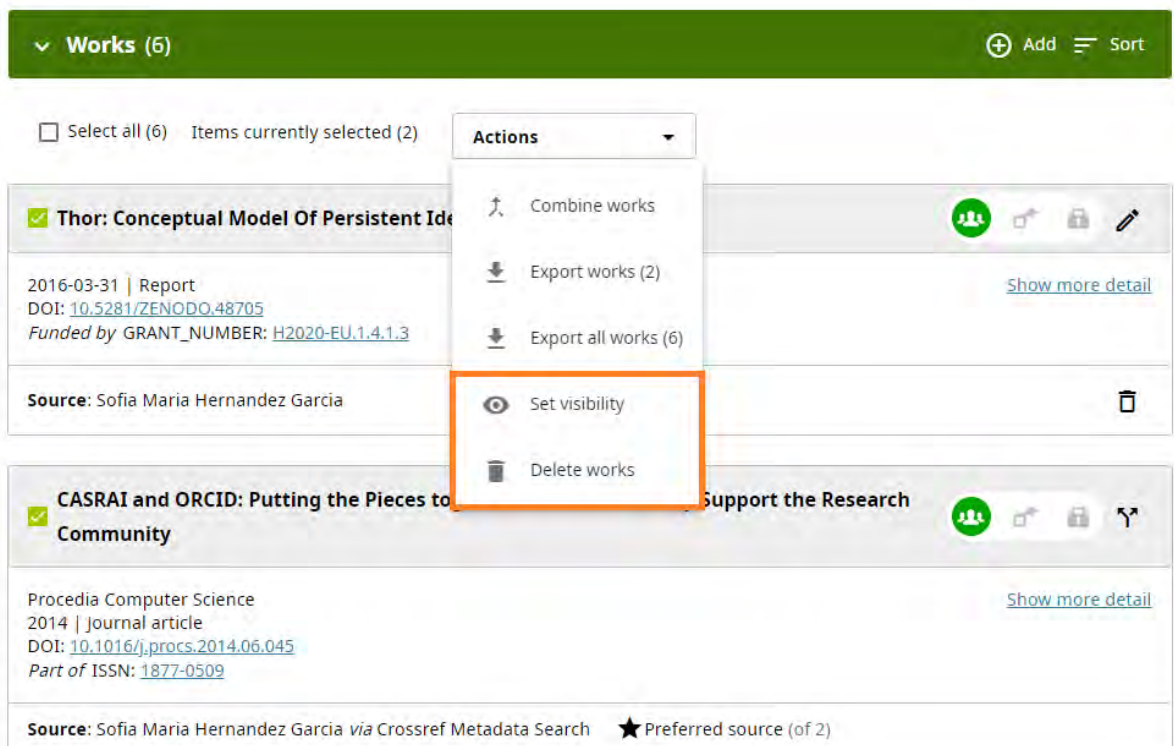 Works (6)
Add
Sort
Select all (6)
Items currently selected (2)
Actions
Combine works
Export works (2)
Export all works (6)
Set visibility
Delete works
Thor: Conceptual Model Of Persistent Ide
2016-03-31 | Report
Show more detail
DOI: 10.5281/ZENODO.48705
Funded by GRANT_NUMBER: H2020-EU.1.4.1.3
Source: Sofia Maria Hernandez Garcia
CASRAI and ORCID: Putting the Pieces to Support the Research
Community
Procedia Computer Science
Show more detail
2014 | Journal article
DOI: 10.1016/j.procs.2014.06.045
Part of ISSN: 1877-0509
Source: Sofia Maria Hernandez Garcia via Crossref Metadata Search
Preferred source (of 2)